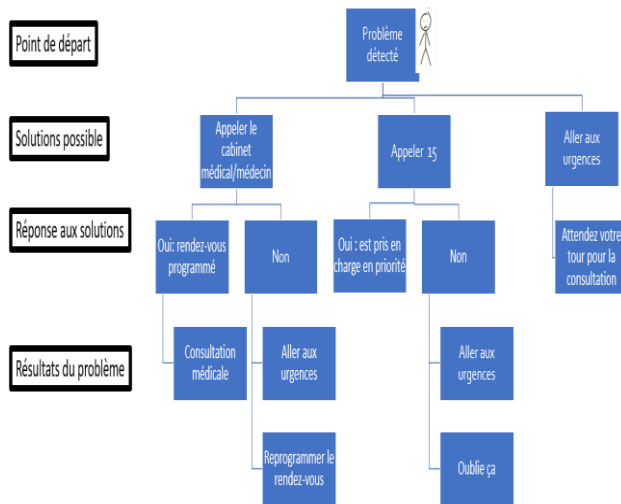 Point de départ
Problème
détecté
Solutions possible
Appeler le
cabinet
médical/médecin
Appeler 15
Aller aux
urgences
Réponse aux solutions
Oui: rendez-vous
programmé
Non
Oui : est pris en
charge en priorité
Non
Attendez votre
tour pour la
consultation
Résultats du problème
Consultation
médicale
Aller aux
urgences
Aller aux
urgences
Reprogrammer le
rendez-vous
Oublie ça